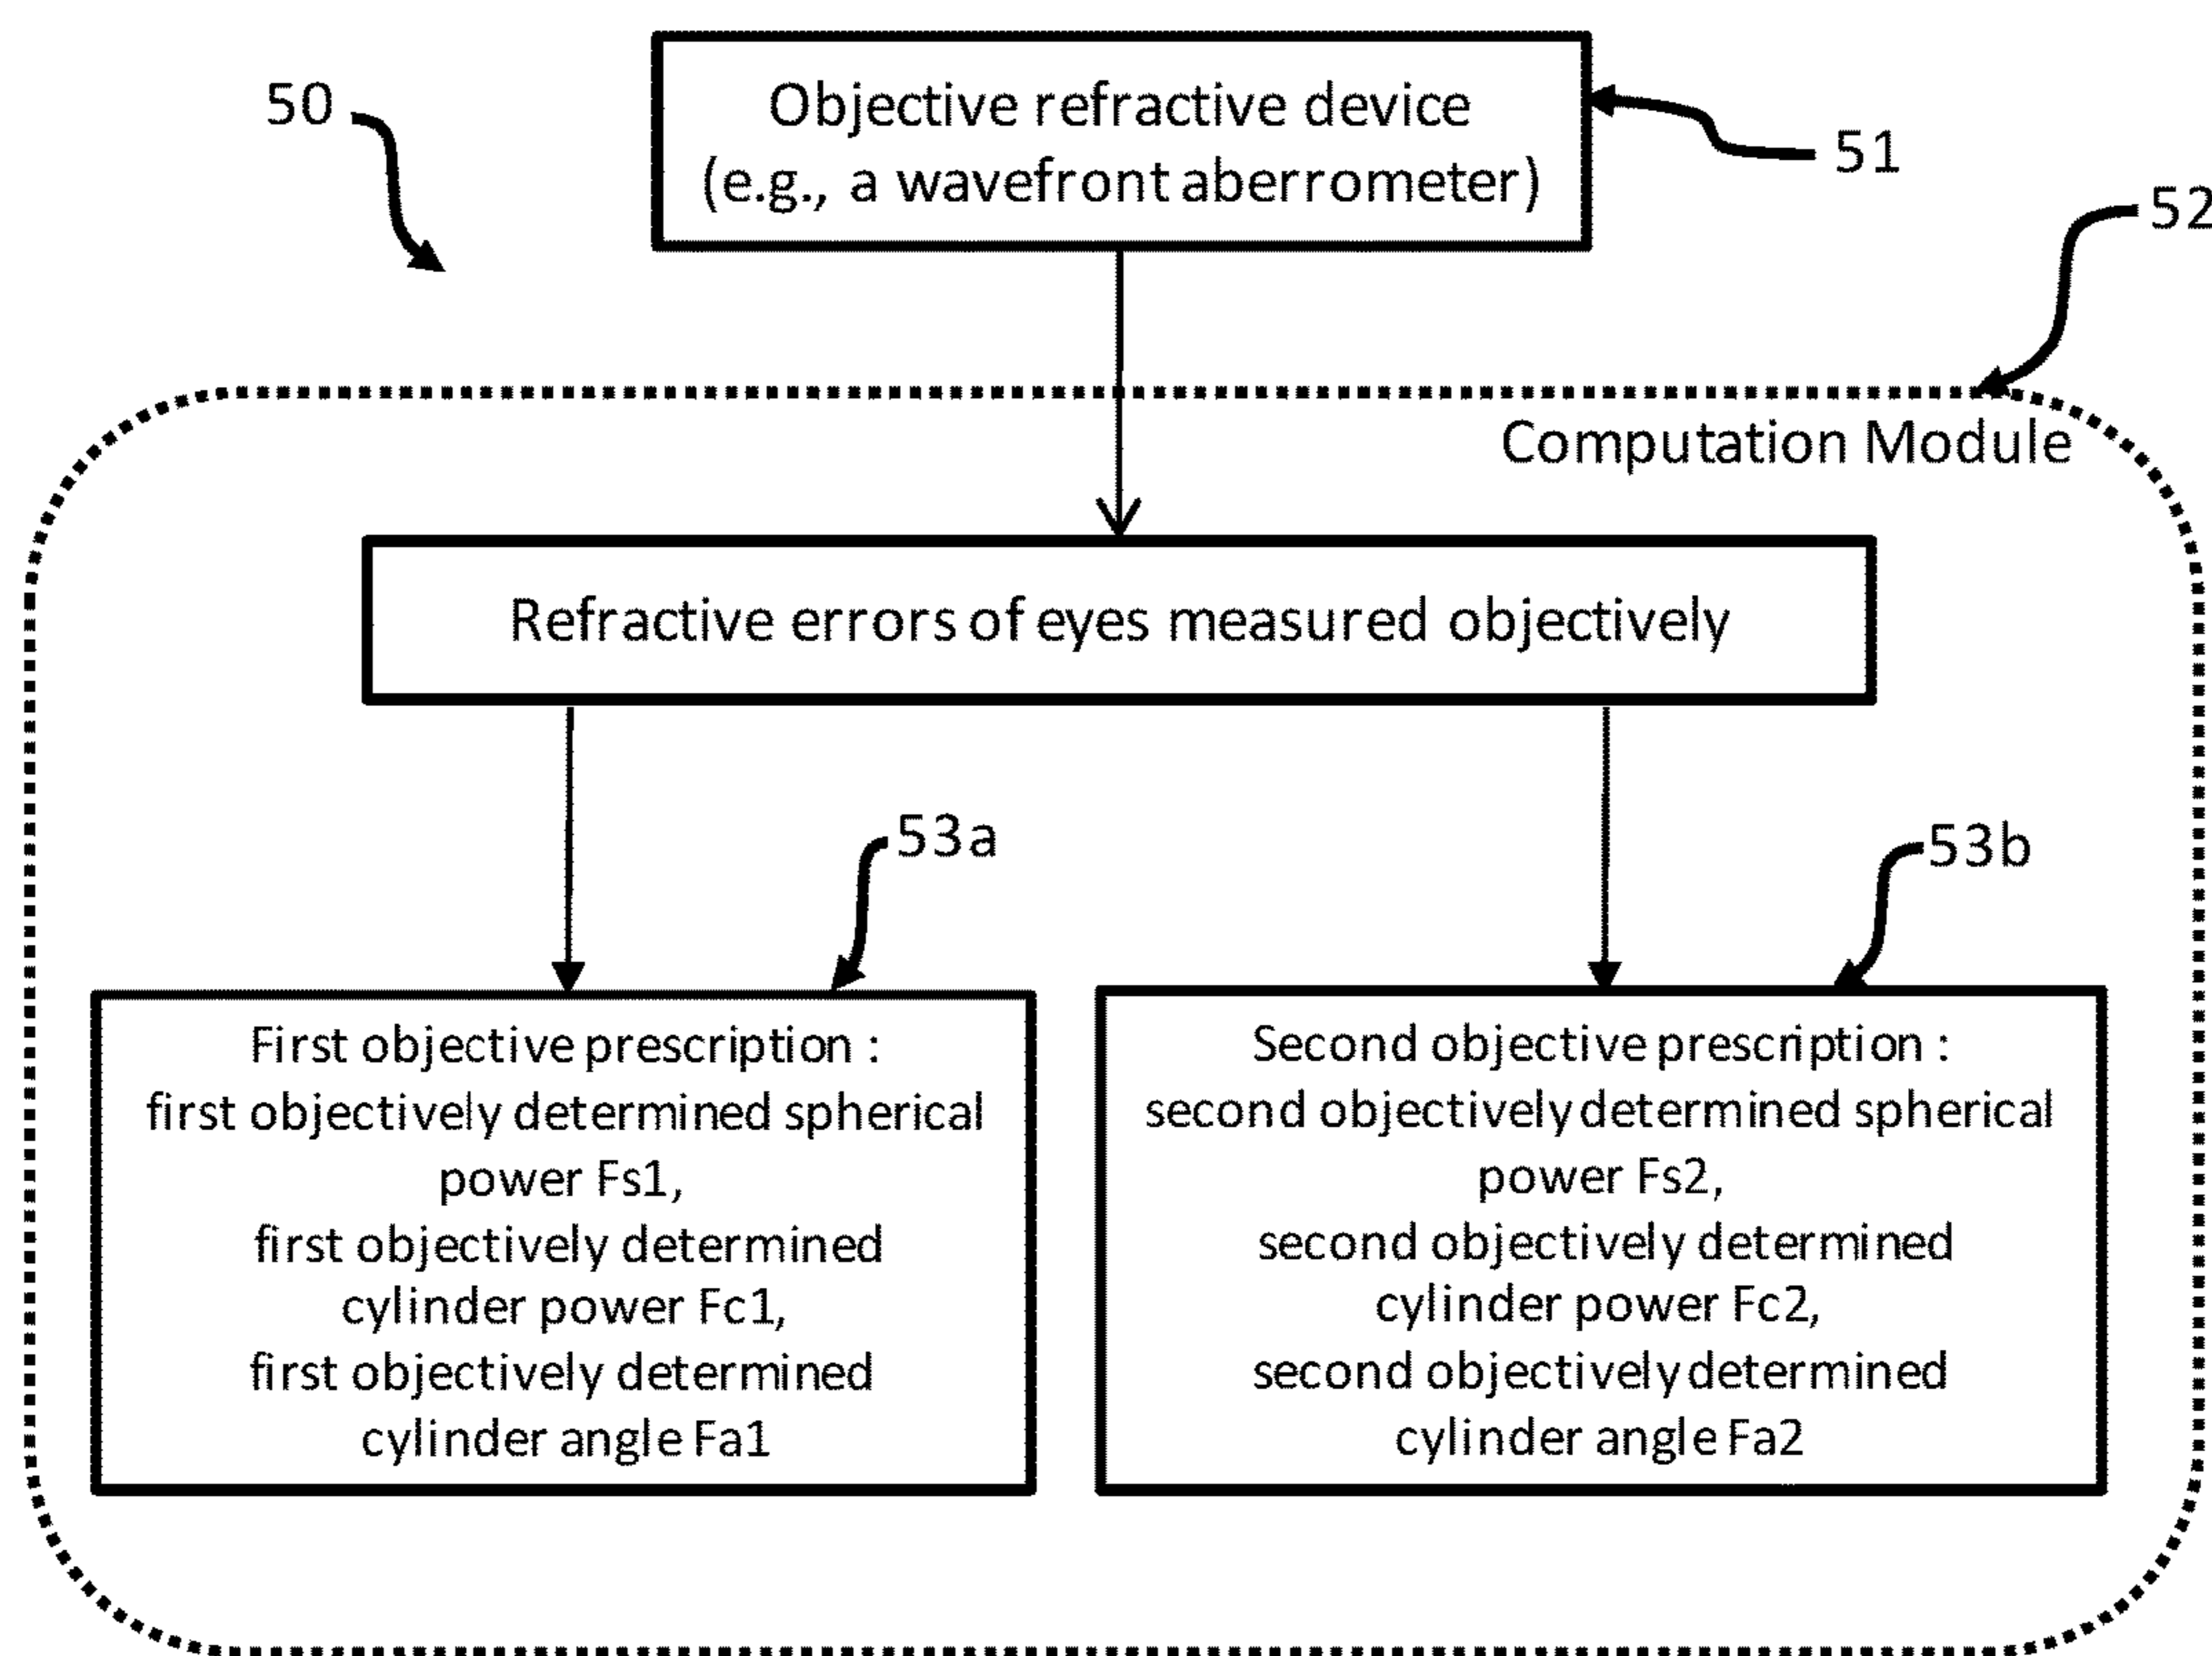 50
Objective refractive device
(e.g., a wavefront aberrometer)
51
52
Computation Module
Refractive errors of eyes measured objectively
53a
53b
First objective prescription :
first objectively determined spherical
power Fs1,
first objectively determined
cylinder power Fc1,
first objectively determined
cylinder angle Fa1
Second objective prescription :
second objectively determined spherical
power Fs2,
second objectively determined
cylinder power Fc2,
second objectively determined
cylinder angle Fa2